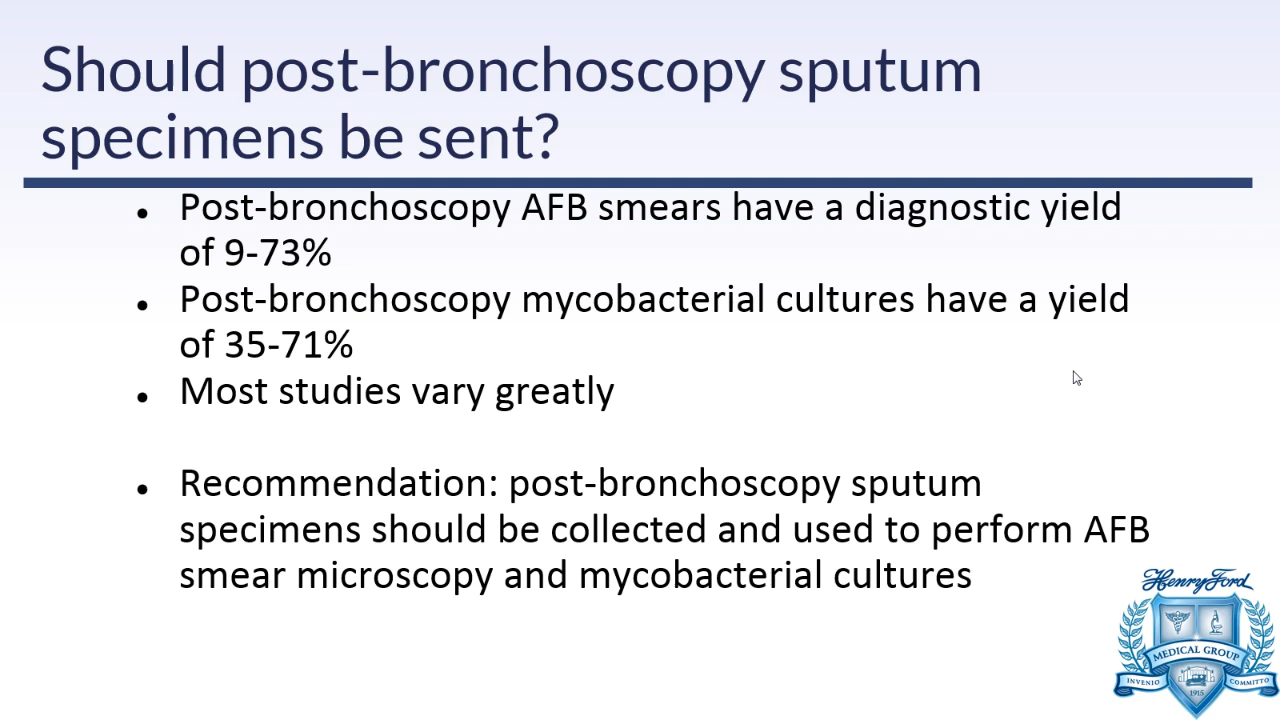 Should post-bronchoscopy sputum
specimens be sent?
• Post-bronchoscopy AFB smears have a diagnostic yield
of 9-73%
• Post-bronchoscopy mycobacterial cultures have a yield
of 35-71%
• Most studies vary greatly
• Recommendation: post-bronchoscopy sputum
specimens should be collected and used to perform AFB
smear microscopy and mycobacterial cultures
Henry Ford
MEDICAL GROUP
INVENIO
COMMITTO
1915